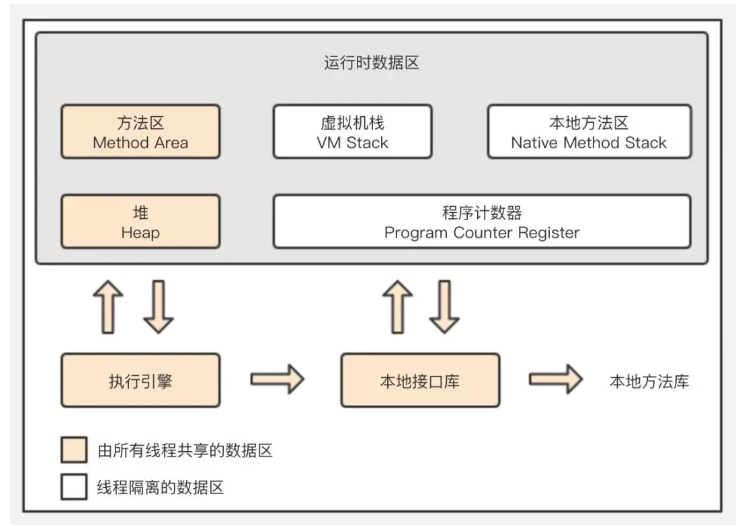 运行时数据区
方法区
Method Area
虚拟机栈
VM Stack
本地方法区
Native Method Stack
堆
Heap
程序计数器
Program Counter Register
执行引擎
本地接口库
本地方法库
由所有线程共享的数据区
线程隔离的数据区